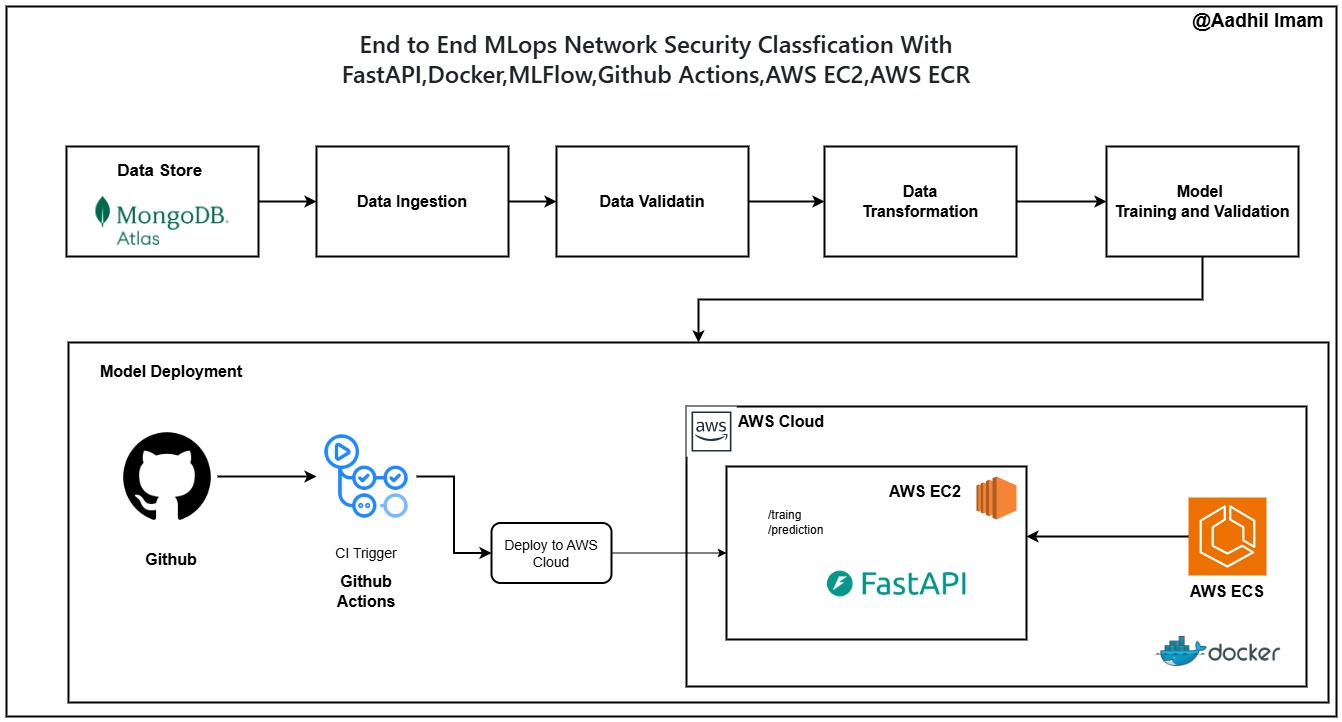 @Aadhil Imam
End to End MLops Network Security Classfication With
FastAPI,Docker,MLFlow,Github Actions,AWS EC2,AWS ECR
Data Store
MongoDB.
Atlas
Data Ingestion
Data Validatin
Data
Transformation
Model
Training and Validation
Model Deployment
Github
CI Trigger
Github
Actions
Deploy to AWS
Cloud
aws
AWS Cloud
AWS EC2
/traing
/prediction
FastAPI
AWS ECS
docker